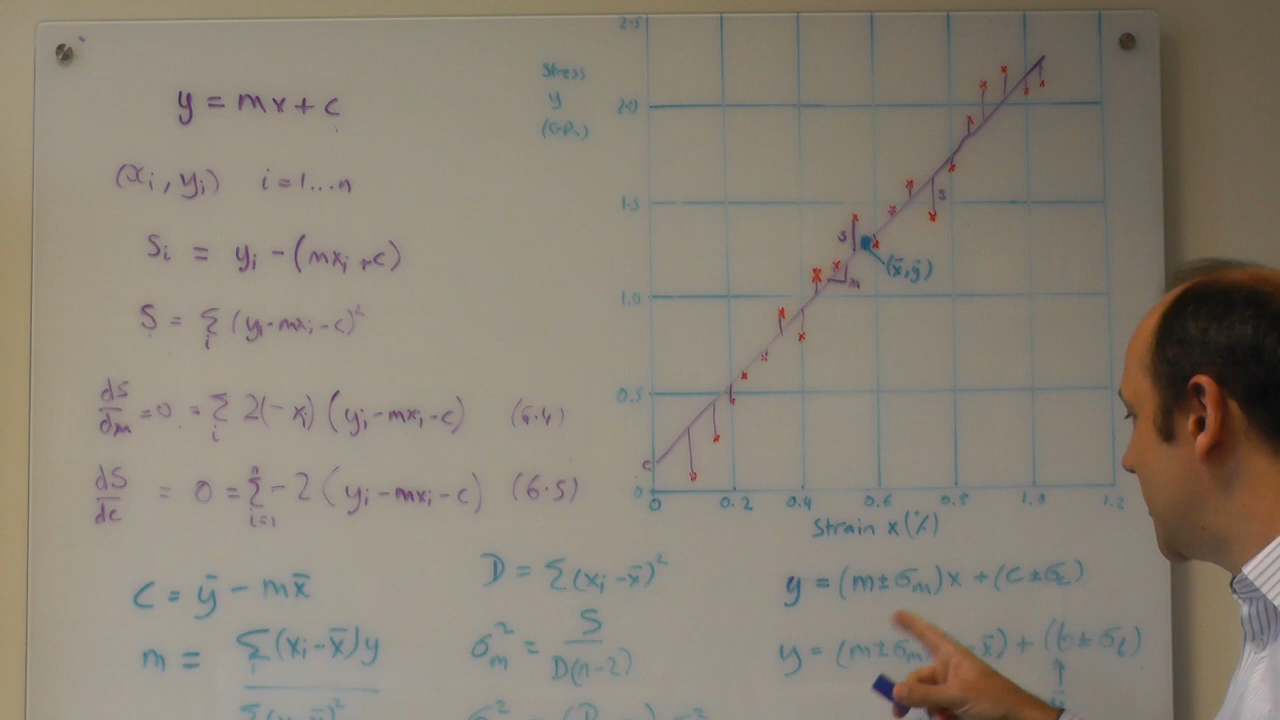 y = mx + c
(xᵢ, yᵢ) i = 1...n
Sᵢ = yᵢ - (mxᵢ + c)
S = Σᵢ (yᵢ - mxᵢ - c)²
dS/dm = 0 = Σᵢ 2(-xᵢ) (yᵢ - mxᵢ - c) (6.4)
dS/dc = 0 = Σᵢ₌₁ⁿ -2 (yᵢ - mxᵢ - c) (6.5)
c = ȳ - mx̄
m = Σᵢ(xᵢ - x̄)y
D = Σ(xᵢ - x̄)²
σₘ² = S / D(n-2)
Stress
y
(GPa)
2.5
2.0
1.5
1.0
0.5
0
c
S
m
(x̄, ȳ)
S
0 0.2 0.4 0.6 0.8 1.0 1.2
Strain x (%)
y = (m ± σₘ)x + (c ± σ_c)
y = (m ± σₘ) - x̄) + (b ± σ_b)